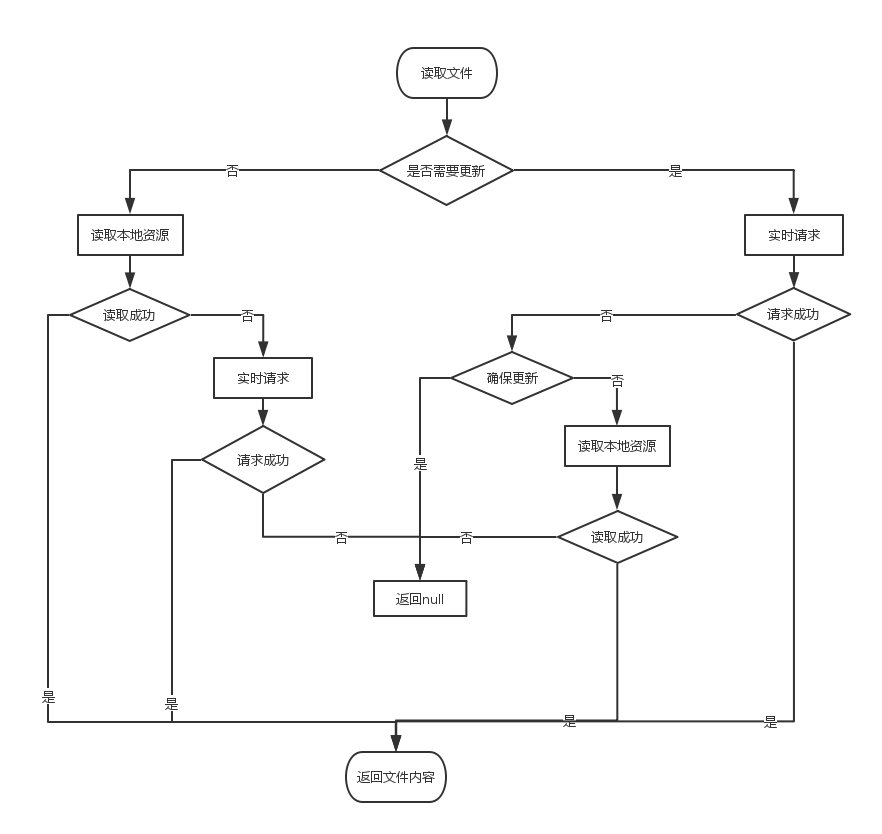 读取文件
是否需要更新
否
是
读取本地资源
实时请求
读取成功
否
否
请求成功
实时请求
确保更新
否
读取本地资源
请求成功
是
读取成功
否
否
返回null
是
是
是
是
返回文件内容